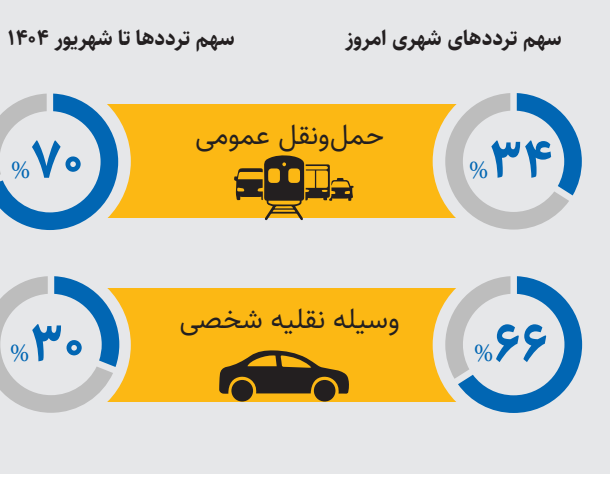 سهم ترددهای شهری امروز
سهم ترددها تا شهریور ۱۴۰۴
۳۴%
حمل‌ونقل عمومی
۷۰%
۶۶%
وسیله نقلیه شخصی
۳۰%